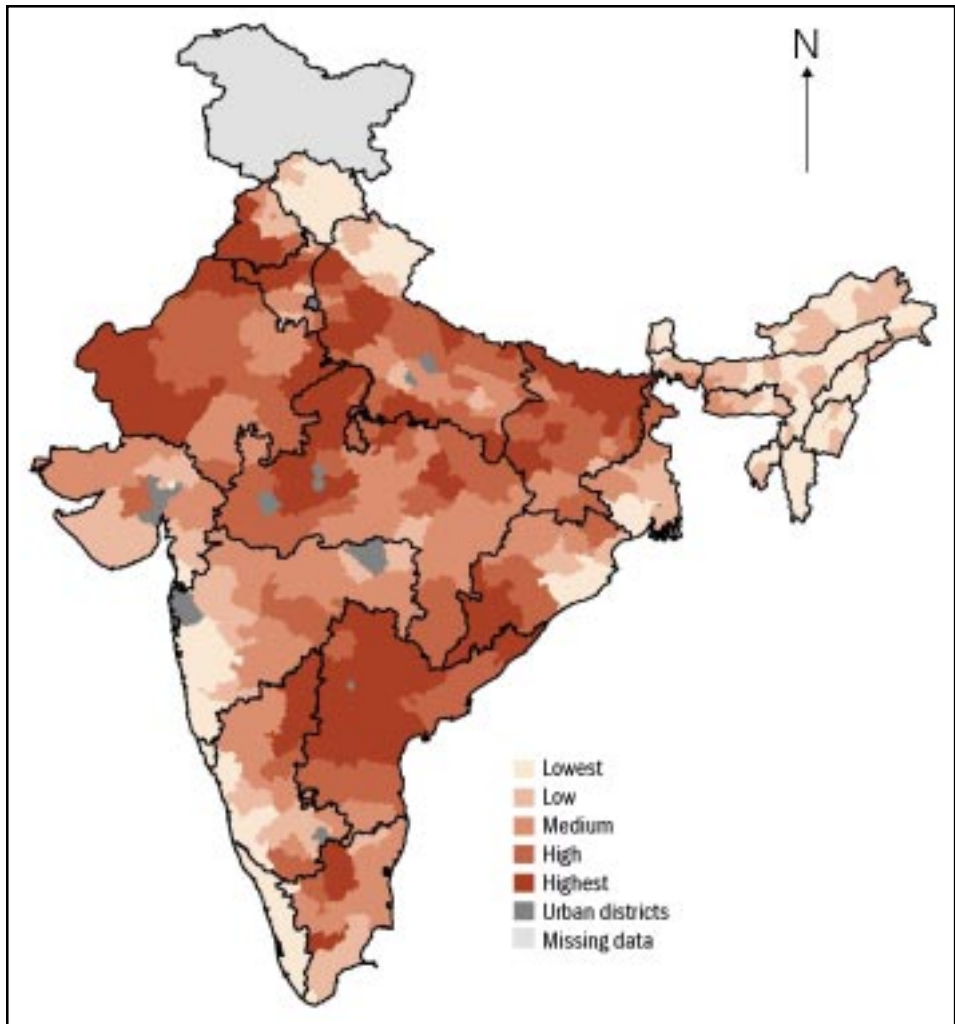 N
Lowest
Low
Medium
High
Highest
Urban districts
Missing data